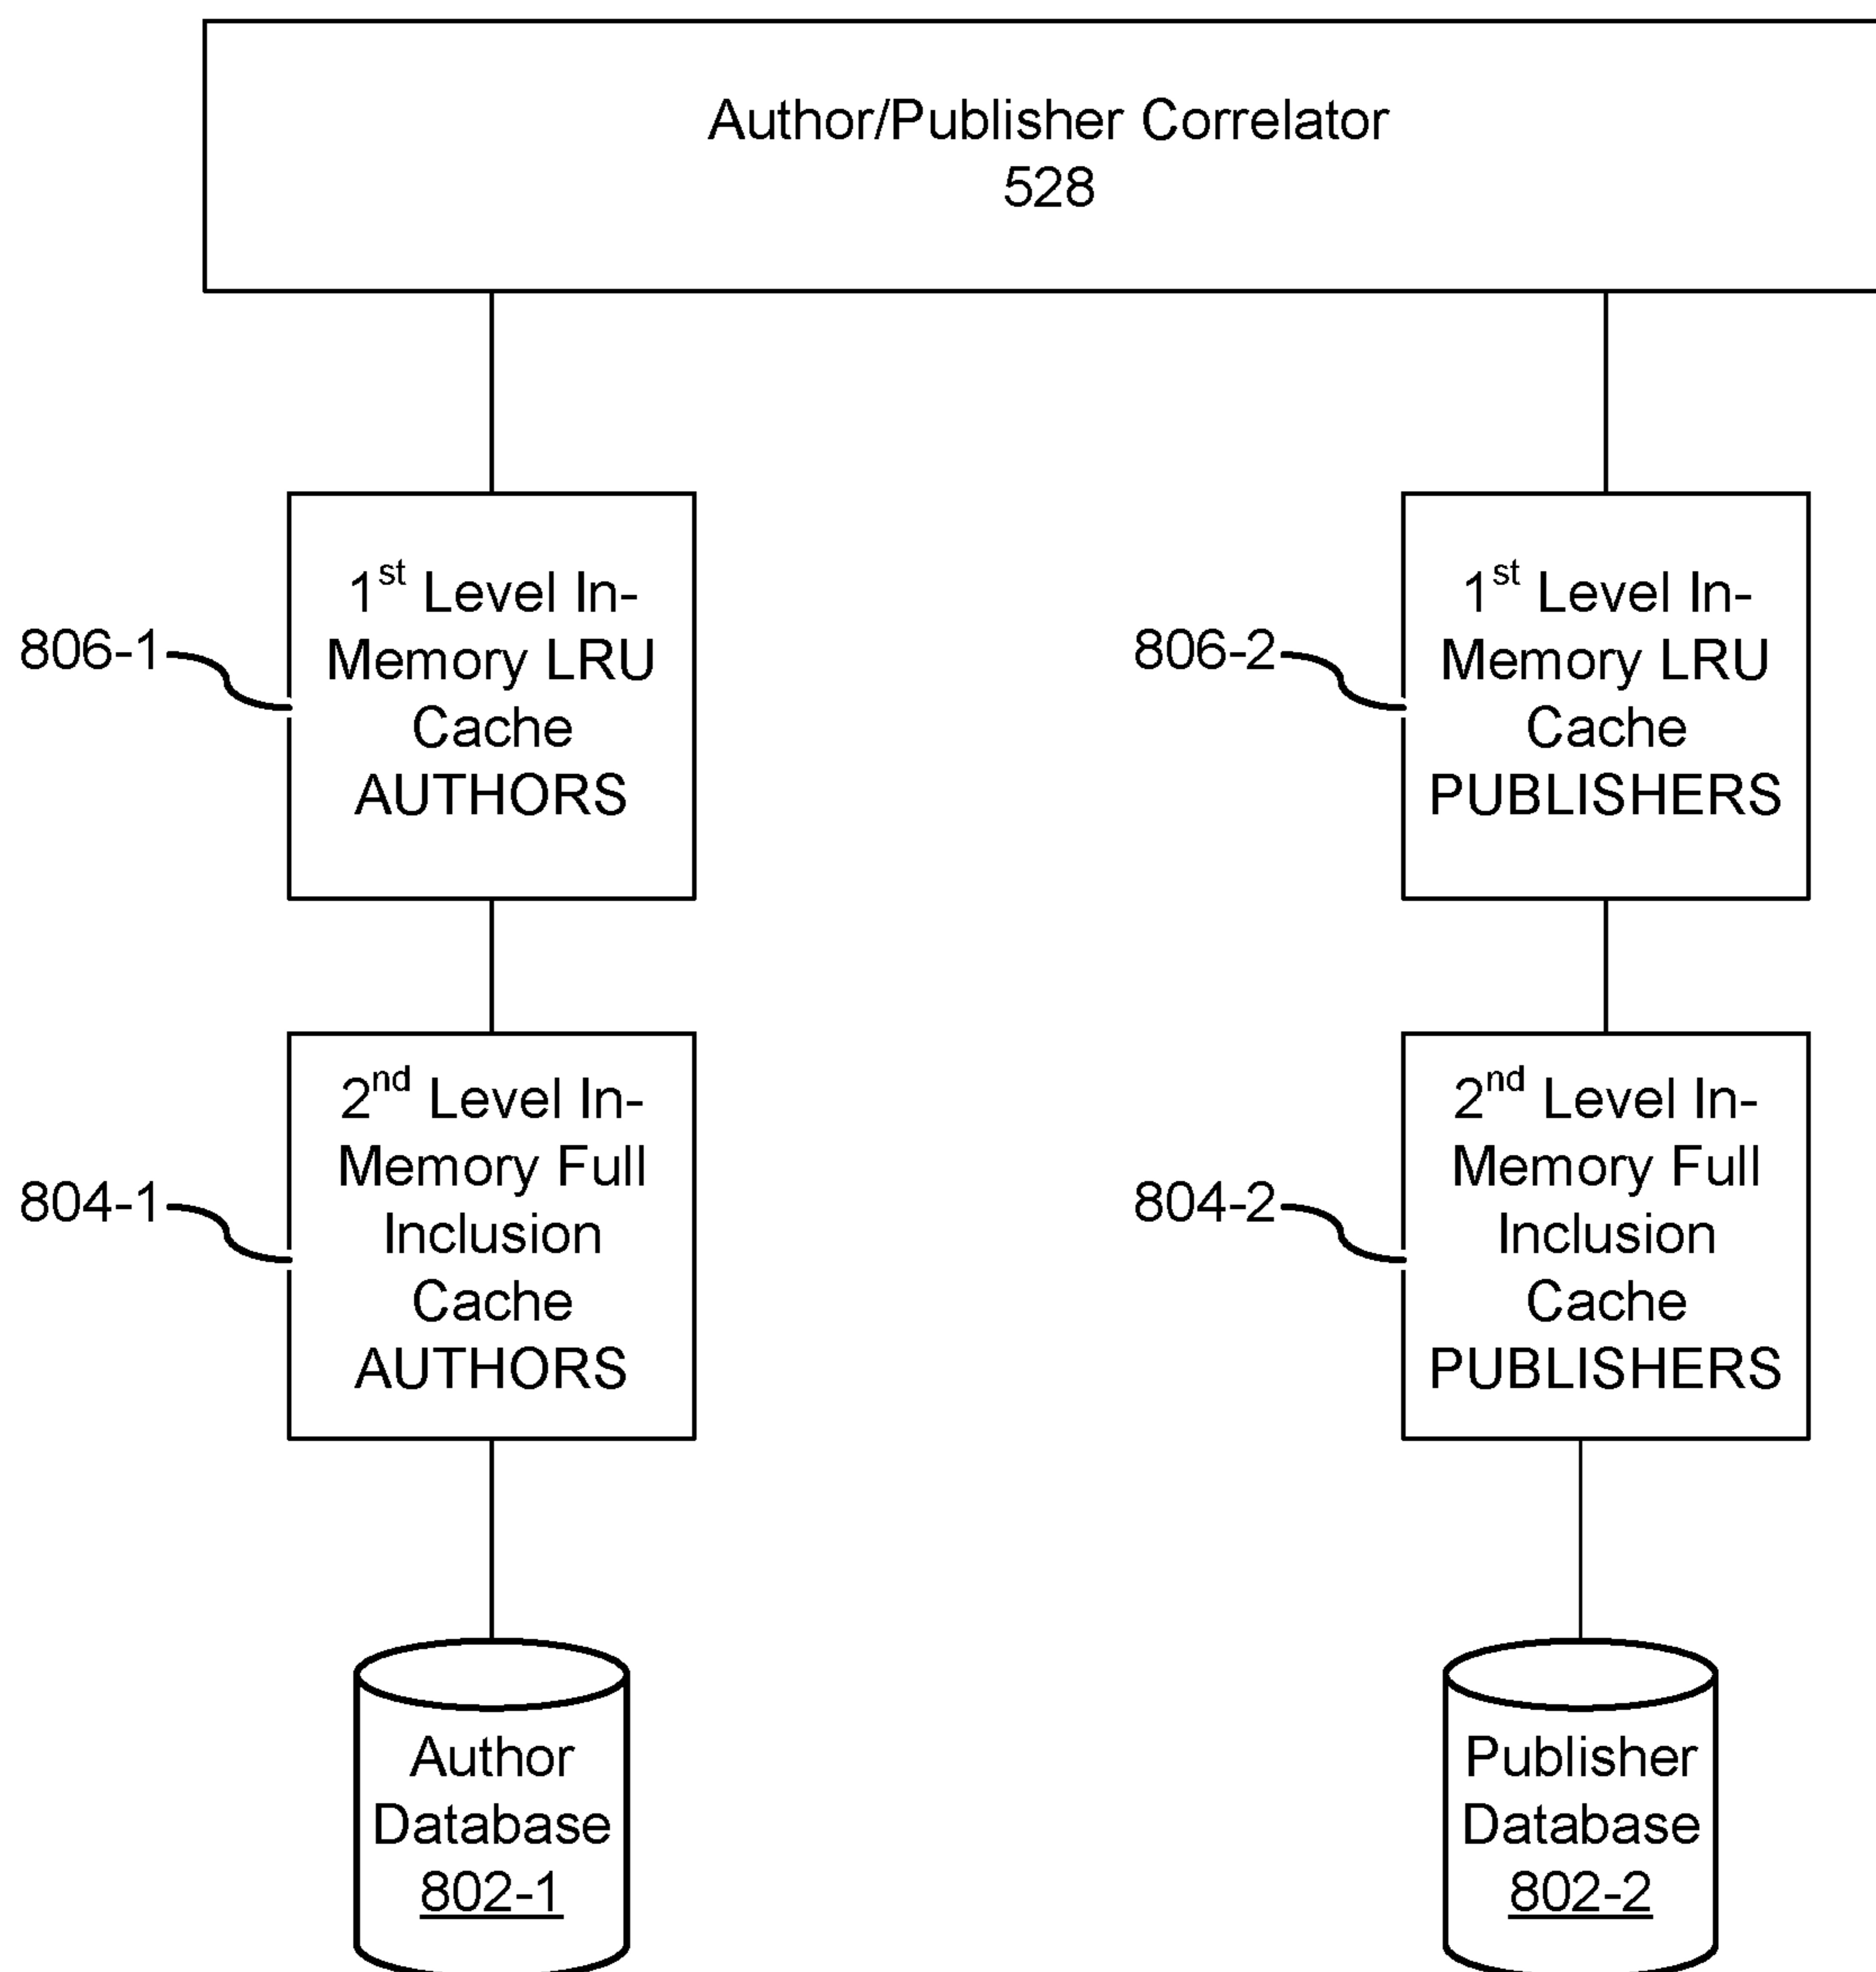 Author/Publisher Correlator
528
1st Level In-
Memory LRU
Cache
AUTHORS
806-1
1st Level In-
Memory LRU
Cache
PUBLISHERS
806-2
2nd Level In-
Memory Full
Inclusion
Cache
AUTHORS
804-1
2nd Level In-
Memory Full
Inclusion
Cache
PUBLISHERS
804-2
Author
Database
802-1
Publisher
Database
802-2